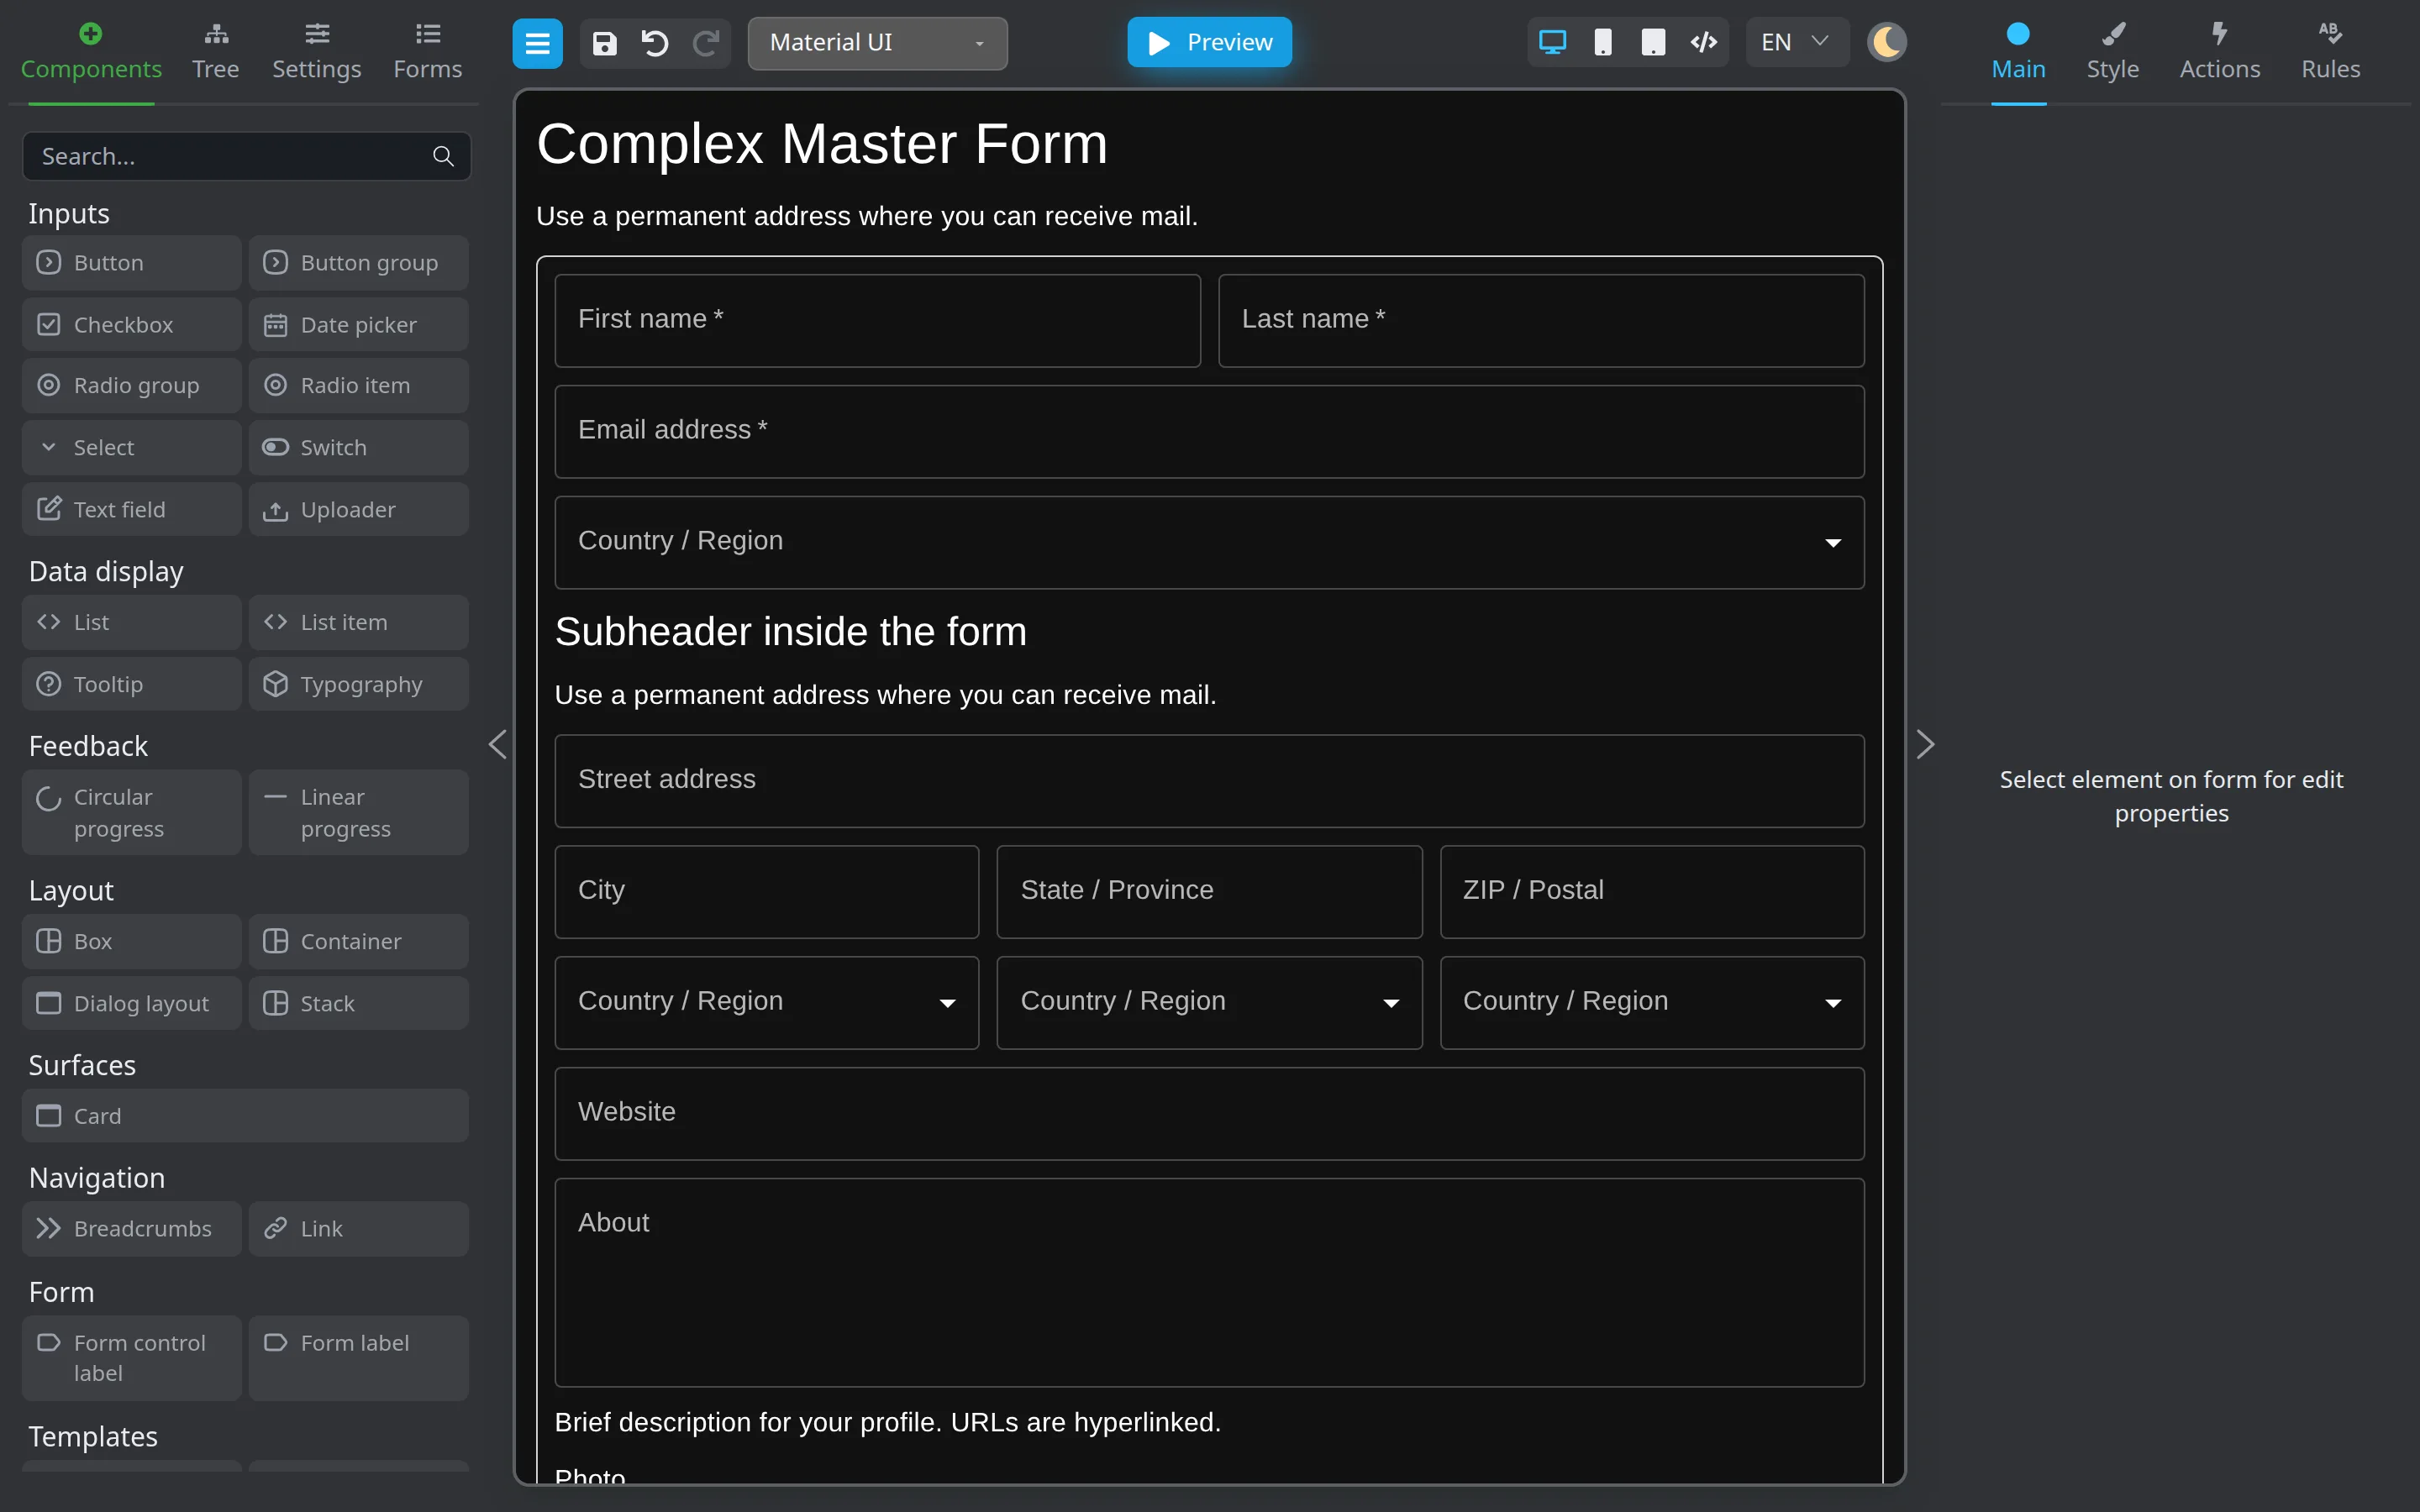 Components
Tree
Settings
Forms
Material UI
Preview
EN
Main
Style
Actions
AB
Rules
Search...
Inputs
Button
Button group
Checkbox
Date picker
Radio group
Radio item
Select
Switch
Text field
Uploader
Data display
List
List item
Tooltip
Typography
Feedback
Circular
progress
Linear
progress
Layout
Box
Container
Dialog layout
Stack
Surfaces
Card
Navigation
Breadcrumbs
Link
Form
Form control
label
Form label
Templates
Complex Master Form
Use a permanent address where you can receive mail.
First name *
Last name *
Email address *
Country / Region
Subheader inside the form
Use a permanent address where you can receive mail.
Street address
City
State / Province
ZIP / Postal
Country / Region
Country / Region
Country / Region
Website
About
Brief description for your profile. URLs are hyperlinked.
Photo
Select element on form for edit
properties